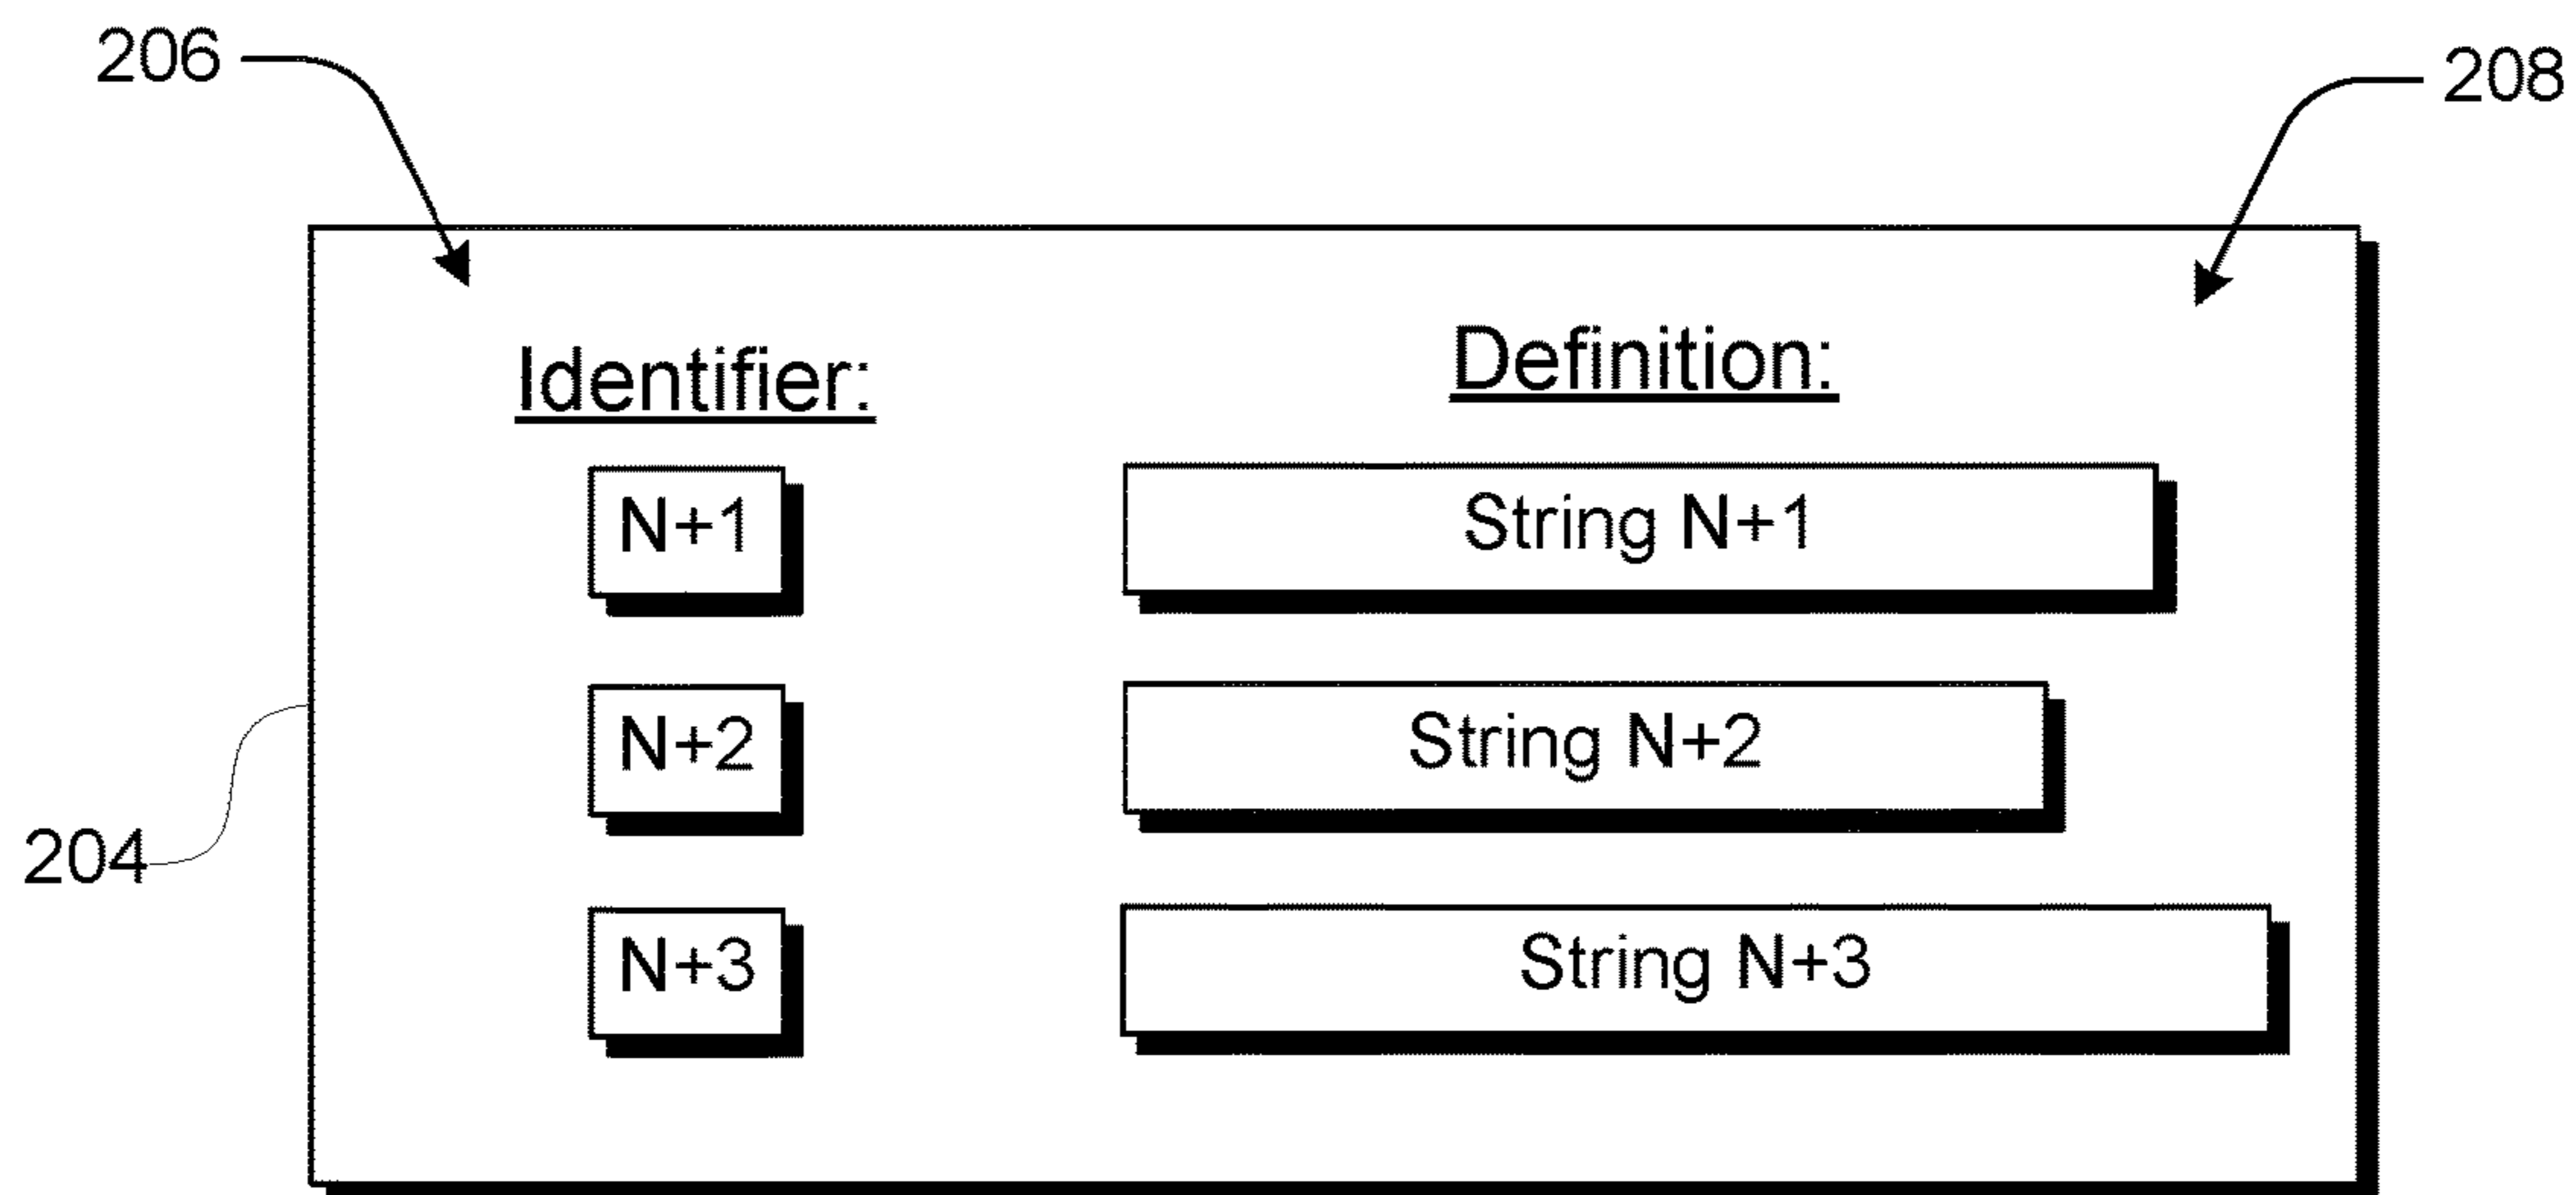 206
208
Identifier:
Definition:
N+1
String N+1
N+2
String N+2
204
N+3
String N+3